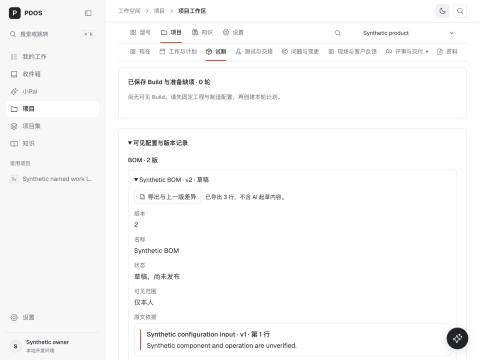 P PDOS
工作空间 › 项目 › 项目工作区
搜索或跳转 ⌘ K
我的工作
收件箱
小Pai
项目
项目集
知识
常用项目
Sy Synthetic named work l...
设置
S Synthetic owner
本地开发环境
型号 项目 知识 设置
Synthetic product
现在 工作与计划 试制 测试与交接 问题与变更 现场与客户反馈 评审与交付 资料
已保存 Build 与准备缺项 · 0 轮
尚无可见 Build。请先固定工程与制造配置，再创建本轮计划。
▼可见配置与版本记录
BOM · 2 版
▼Synthetic BOM · v2 · 草稿
导出与上一版差异 已导出 3 行，不含 AI 起草内容。
版本
2
名称
Synthetic BOM
状态
草稿，尚未发布
可见范围
仅本人
原文依据
Synthetic configuration input · v1 · 第 1 行
Synthetic component and operation are unverified.